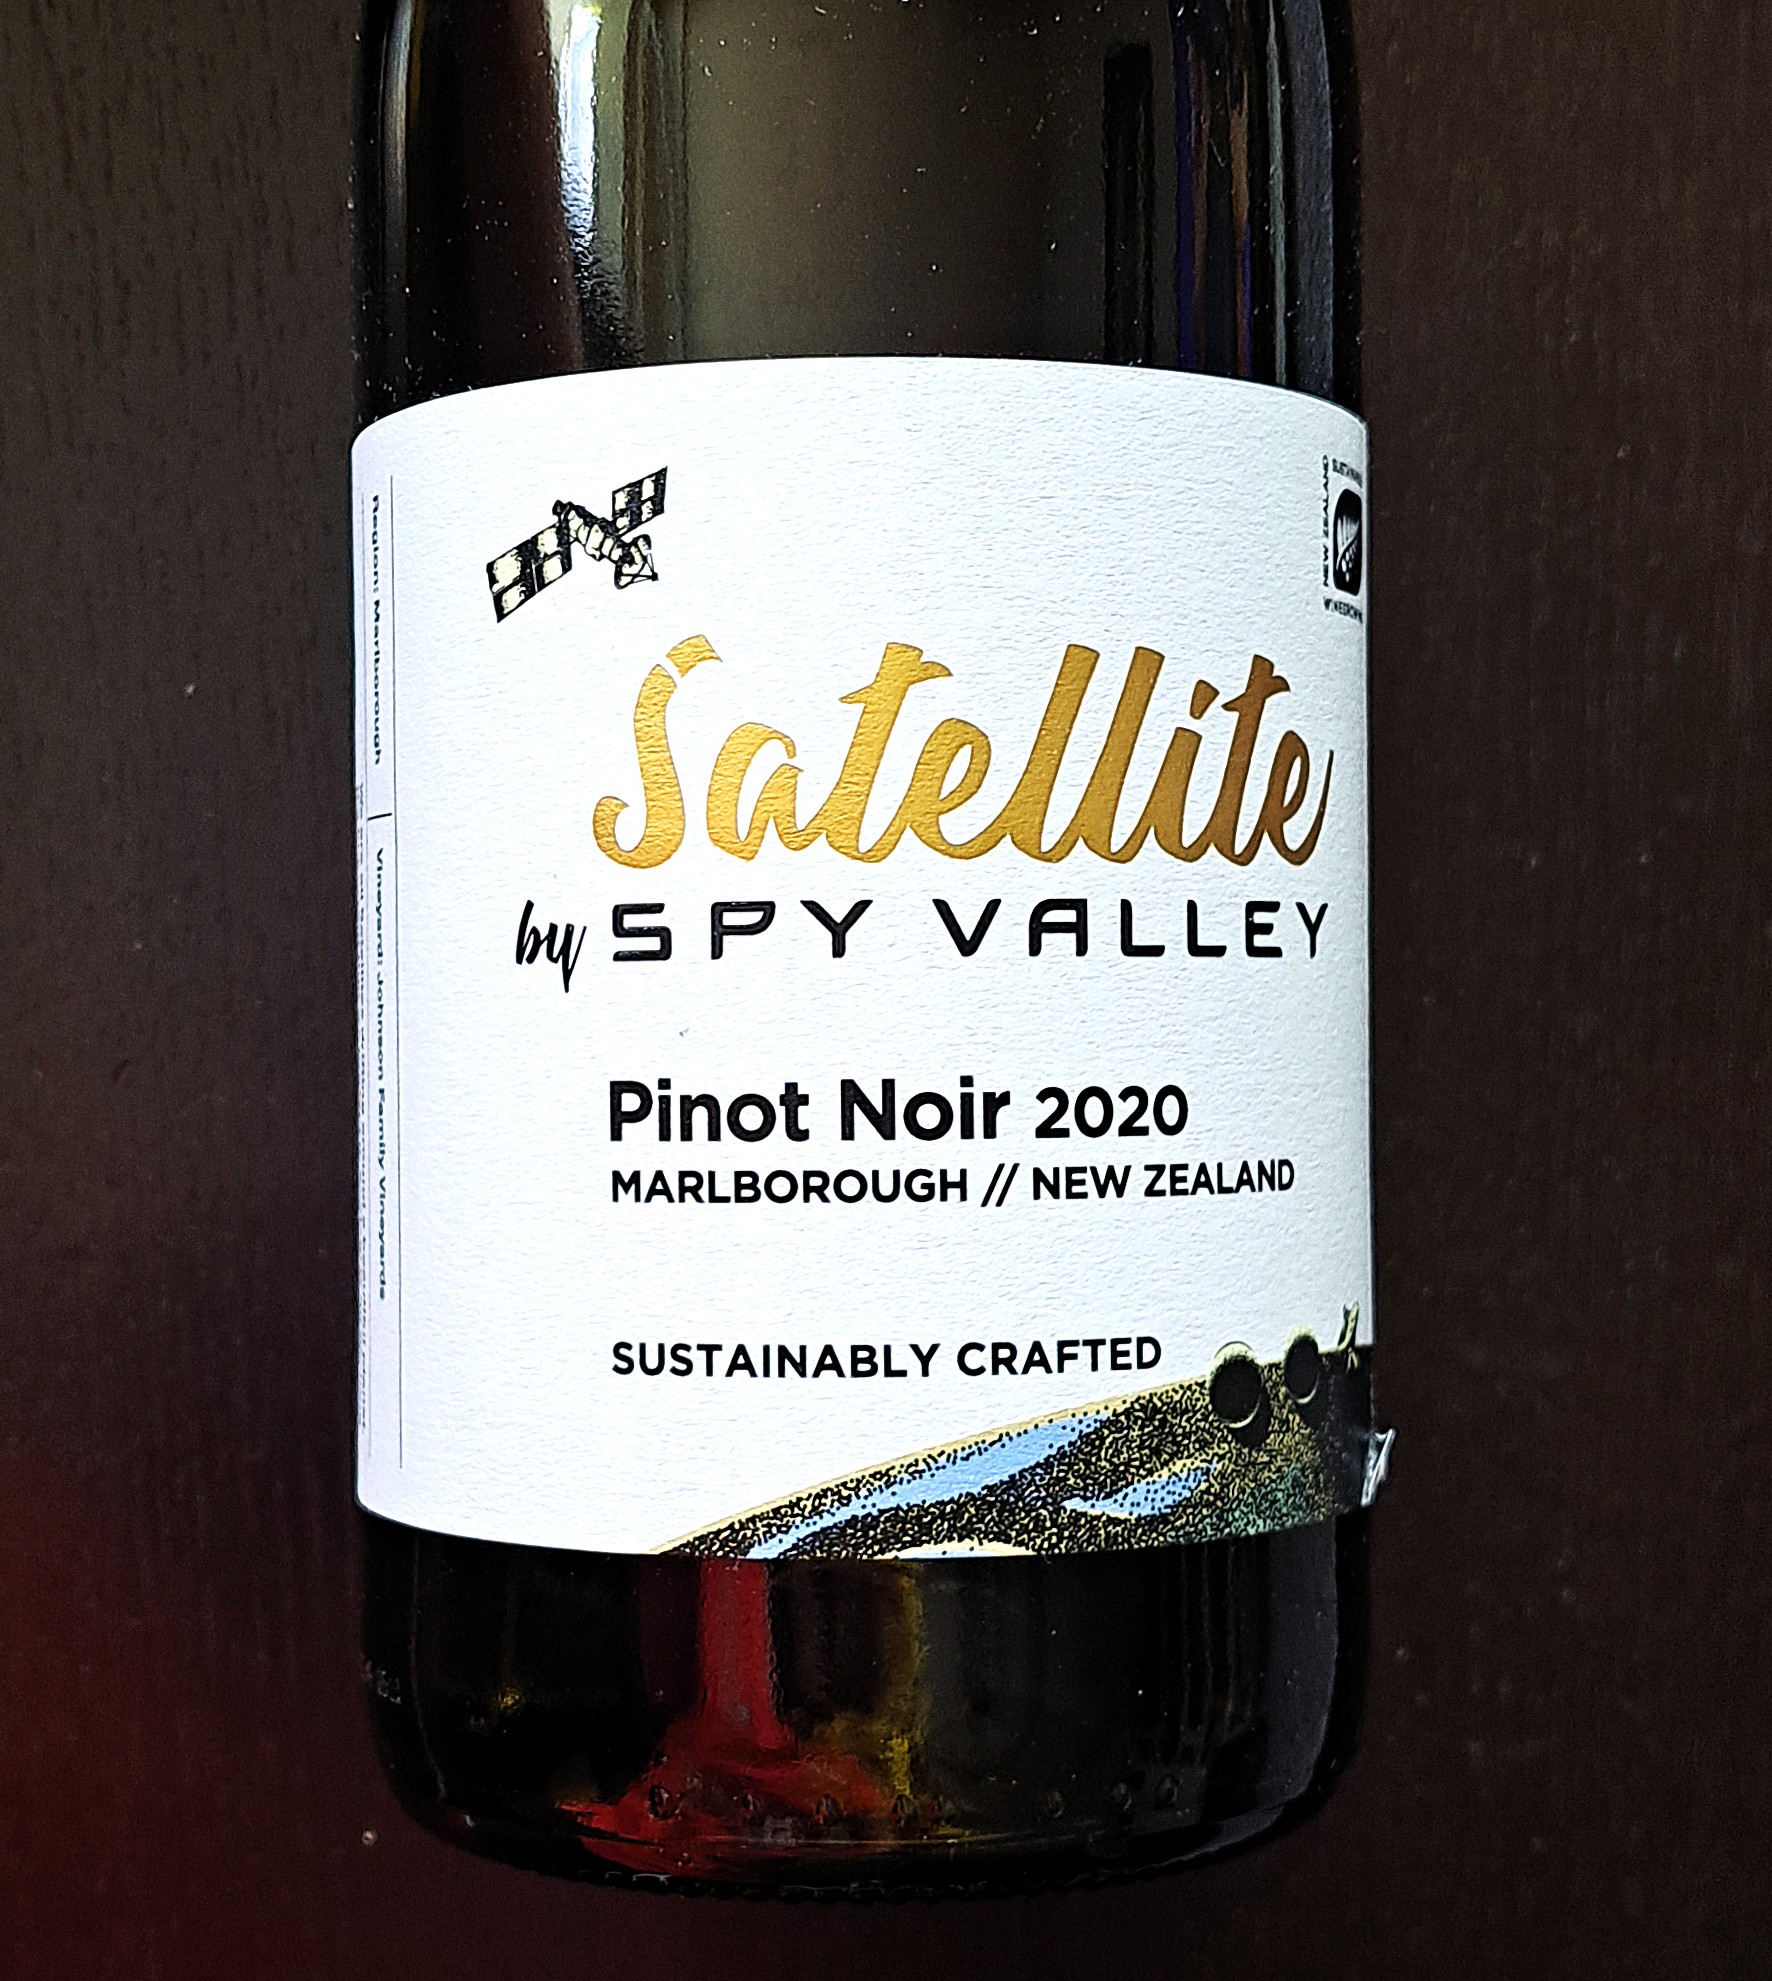 Satellite
by SPY VALLEY
Pinot Noir 2020
MARLBOROUGH // NEW ZEALAND
SUSTAINABLY CRAFTED
Region: Marlborough | Vineyard: Johnson Family Vineyards
NEW ZEALAND
WINEGROWN